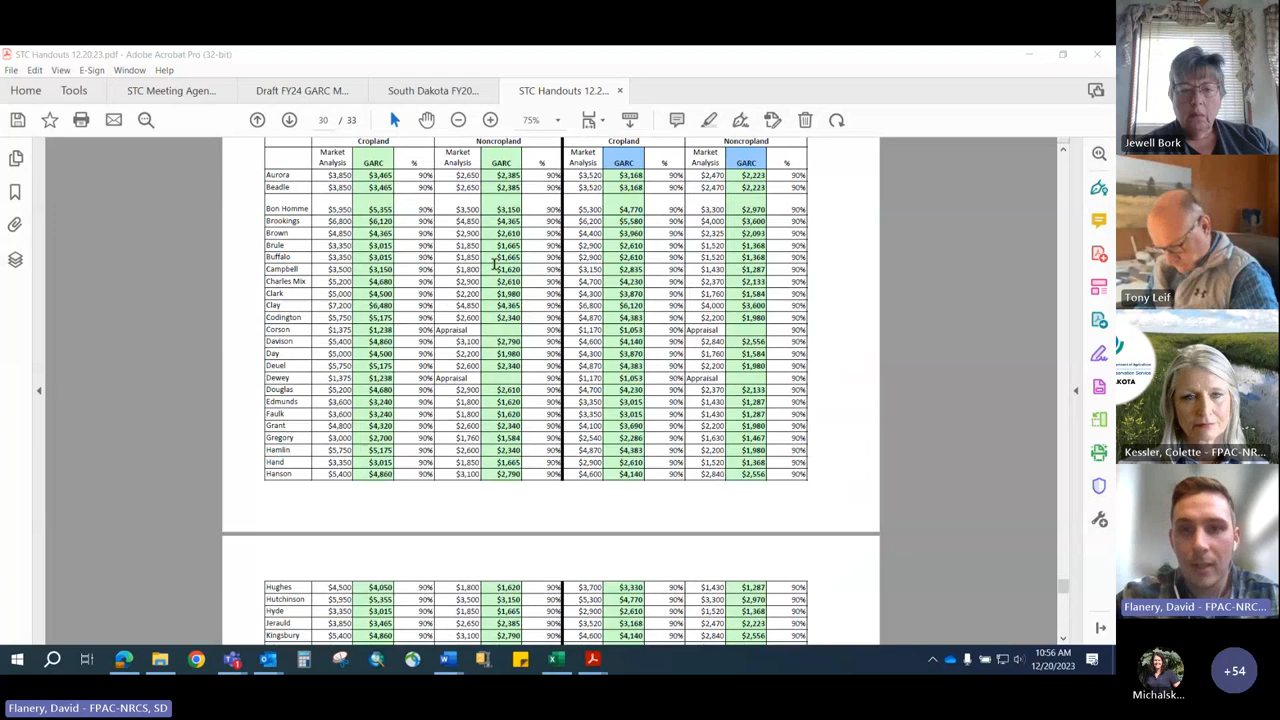 STC Handouts 12.20.23.pdf - Adobe Acrobat Pro (32-bit)
File Edit View E-Sign Window Help
Home Tools STC Meeting Agen... Draft FY24 GARC M... South Dakota FY20... STC Handouts 12.2... ×
30 / 33 75%
Cropland Noncropland Cropland Noncropland
Market Analysis GARC % Market Analysis GARC % Market Analysis GARC % Market Analysis GARC %
Aurora $3,850 $3,465 90% $2,650 $2,385 90% $3,520 $3,168 90% $2,470 $2,223 90%
Beadle $3,850 $3,465 90% $2,650 $2,385 90% $3,520 $3,168 90% $2,470 $2,223 90%
Bon Homme $5,950 $5,355 90% $3,500 $3,150 90% $5,300 $4,770 90% $3,300 $2,970 90%
Brookings $6,800 $6,120 90% $4,850 $4,365 90% $6,200 $5,580 90% $4,000 $3,600 90%
Brown $4,850 $4,365 90% $2,900 $2,610 90% $4,400 $3,960 90% $2,325 $2,093 90%
Brule $3,350 $3,015 90% $1,850 $1,665 90% $2,900 $2,610 90% $1,520 $1,368 90%
Buffalo $3,350 $3,015 90% $1,850 $1,665 90% $2,900 $2,610 90% $1,520 $1,368 90%
Campbell $3,500 $3,150 90% $1,800 $1,620 90% $3,150 $2,835 90% $1,430 $1,287 90%
Charles Mix $5,200 $4,680 90% $2,900 $2,610 90% $4,700 $4,230 90% $2,370 $2,133 90%
Clark $5,000 $4,500 90% $2,200 $1,980 90% $4,300 $3,870 90% $1,760 $1,584 90%
Clay $7,200 $6,480 90% $4,850 $4,365 90% $6,800 $6,120 90% $4,000 $3,600 90%
Codington $5,750 $5,175 90% $2,600 $2,340 90% $4,870 $4,383 90% $2,200 $1,980 90%
Corson $1,375 $1,238 90% Appraisal 90% $1,170 $1,053 90% Appraisal 90%
Davison $5,400 $4,860 90% $3,100 $2,790 90% $4,600 $4,140 90% $2,840 $2,556 90%
Day $5,000 $4,500 90% $2,200 $1,980 90% $4,300 $3,870 90% $1,760 $1,584 90%
Deuel $5,750 $5,175 90% $2,600 $2,340 90% $4,870 $4,383 90% $2,200 $1,980 90%
Dewey $1,375 $1,238 90% Appraisal 90% $1,170 $1,053 90% Appraisal 90%
Douglas $5,200 $4,680 90% $2,900 $2,610 90% $4,700 $4,230 90% $2,370 $2,133 90%
Edmunds $3,600 $3,240 90% $1,800 $1,620 90% $3,350 $3,015 90% $1,430 $1,287 90%
Faulk $3,600 $3,240 90% $1,800 $1,620 90% $3,350 $3,015 90% $1,430 $1,287 90%
Grant $4,800 $4,320 90% $2,600 $2,340 90% $4,100 $3,690 90% $2,200 $1,980 90%
Gregory $3,000 $2,700 90% $1,760 $1,584 90% $2,540 $2,286 90% $1,630 $1,467 90%
Hamlin $5,750 $5,175 90% $2,600 $2,340 90% $4,870 $4,383 90% $2,200 $1,980 90%
Hand $3,350 $3,015 90% $1,850 $1,665 90% $2,900 $2,610 90% $1,520 $1,368 90%
Hanson $5,400 $4,860 90% $3,100 $2,790 90% $4,600 $4,140 90% $2,840 $2,556 90%
Hughes $4,500 $4,050 90% $1,800 $1,620 90% $3,700 $3,330 90% $1,430 $1,287 90%
Hutchinson $5,950 $5,355 90% $3,500 $3,150 90% $5,300 $4,770 90% $3,300 $2,970 90%
Hyde $3,350 $3,015 90% $1,850 $1,665 90% $2,900 $2,610 90% $1,520 $1,368 90%
Jerauld $3,850 $3,465 90% $2,650 $2,385 90% $3,520 $3,168 90% $2,470 $2,223 90%
Kingsbury $5,400 $4,860 90% $3,100 $2,790 90% $4,600 $4,140 90% $2,840 $2,556 90%
10:56 AM
12/20/2023
Flanery, David - FPAC-NRCS, SD
Jewell Bork
Tony Leif
Kessler, Colette - FPAC-NR...
Flanery, David - FPAC-NRC...
Michalsk...
+54